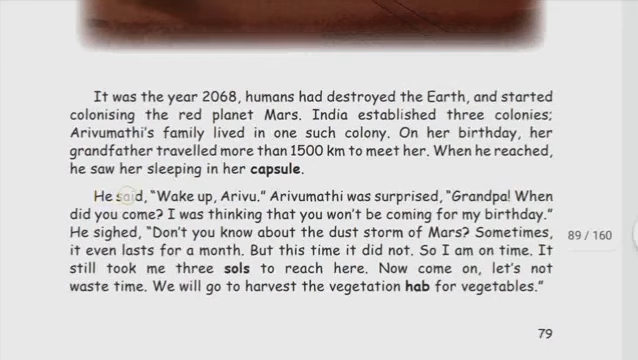 It was the year 2068, humans had destroyed the Earth, and started
colonising the red planet Mars. India established three colonies;
Arivumathi's family lived in one such colony. On her birthday, her
grandfather travelled more than 1500 km to meet her. When he reached,
he saw her sleeping in her capsule.
He said, "Wake up, Arivu." Arivumathi was surprised, "Grandpa! When
did you come? I was thinking that you won't be coming for my birthday."
He sighed, "Don't you know about the dust storm of Mars? Sometimes,
it even lasts for a month. But this time it did not. So I am on time. It
still took me three sols to reach here. Now come on, let's not
waste time. We will go to harvest the vegetation hab for vegetables."
89 / 160
79